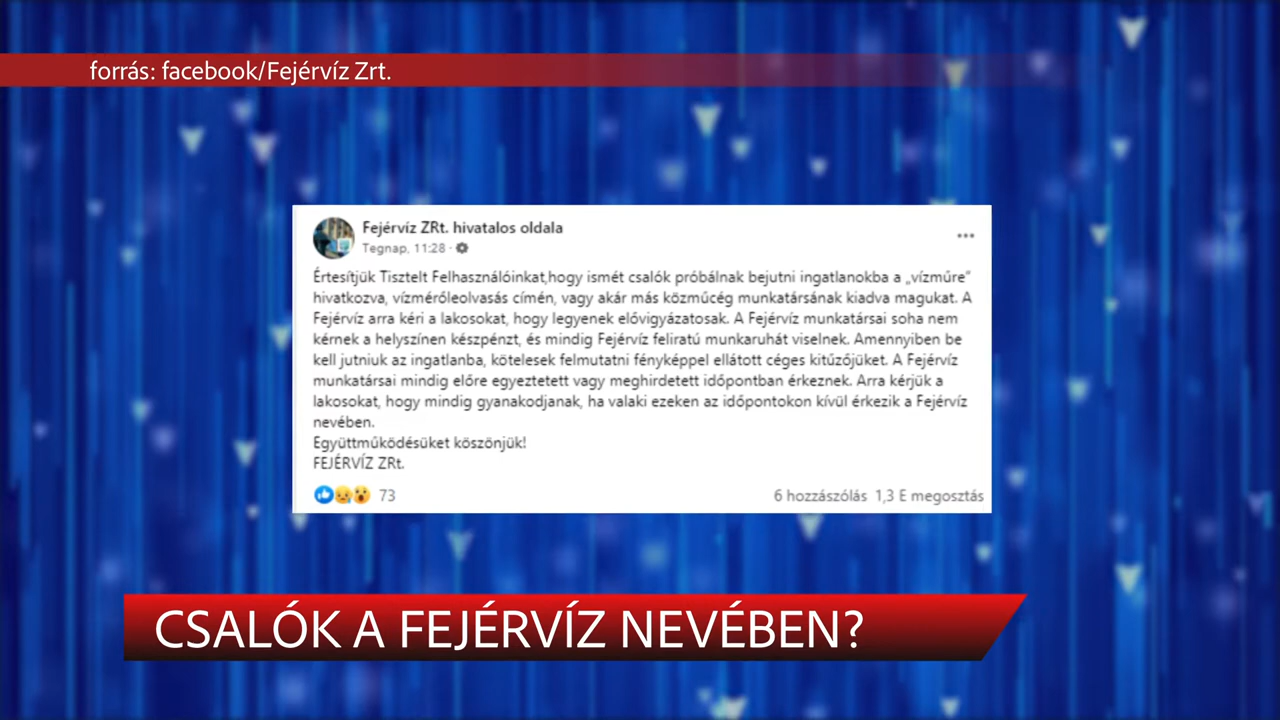 forrás: facebook/Fejérvíz Zrt.
Fejérvíz ZRt. hivatalos oldala
Tegnap, 11:28 ·
Értesítjük Tisztelt Felhasználóinkat,hogy ismét csalók próbálnak bejutni ingatlanokba a „vízműre"
hivatkozva, vízmérőleolvasás címén, vagy akár más közműcég munkatársának kiadva magukat. A
Fejérvíz arra kéri a lakosokat, hogy legyenek elővigyázatosak. A Fejérvíz munkatársai soha nem
kérnek a helyszínen készpénzt, és mindig Fejérvíz feliratú munkaruhát viselnek. Amennyiben be
kell jutniuk az ingatlanba, kötelesek felmutatni fényképpel ellátott céges kitűzőjüket. A Fejérvíz
munkatársai mindig előre egyeztetett vagy meghirdetett időpontban érkeznek. Arra kérjük a
lakosokat, hogy mindig gyanakodjanak, ha valaki ezeken az időpontokon kívül érkezik a Fejérvíz
nevében.
Együttműködésüket köszönjük!
FEJÉRVÍZ ZRt.
73
6 hozzászólás 1,3 E megosztás
CSALÓK A FEJÉRVÍZ NEVÉBEN?